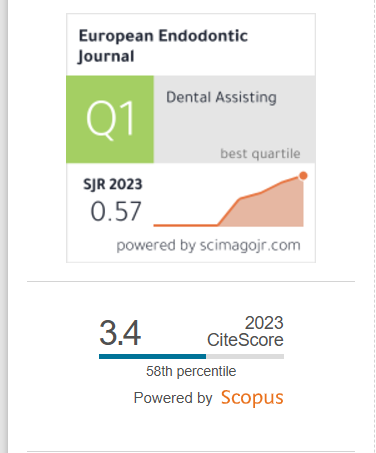 European Endodontic
Journal
Q1
Dental Assisting
best quartile
SJR 2023
0.57
powered by scimagojr.com
3.4
2023
CiteScore
58th percentile
Powered by Scopus